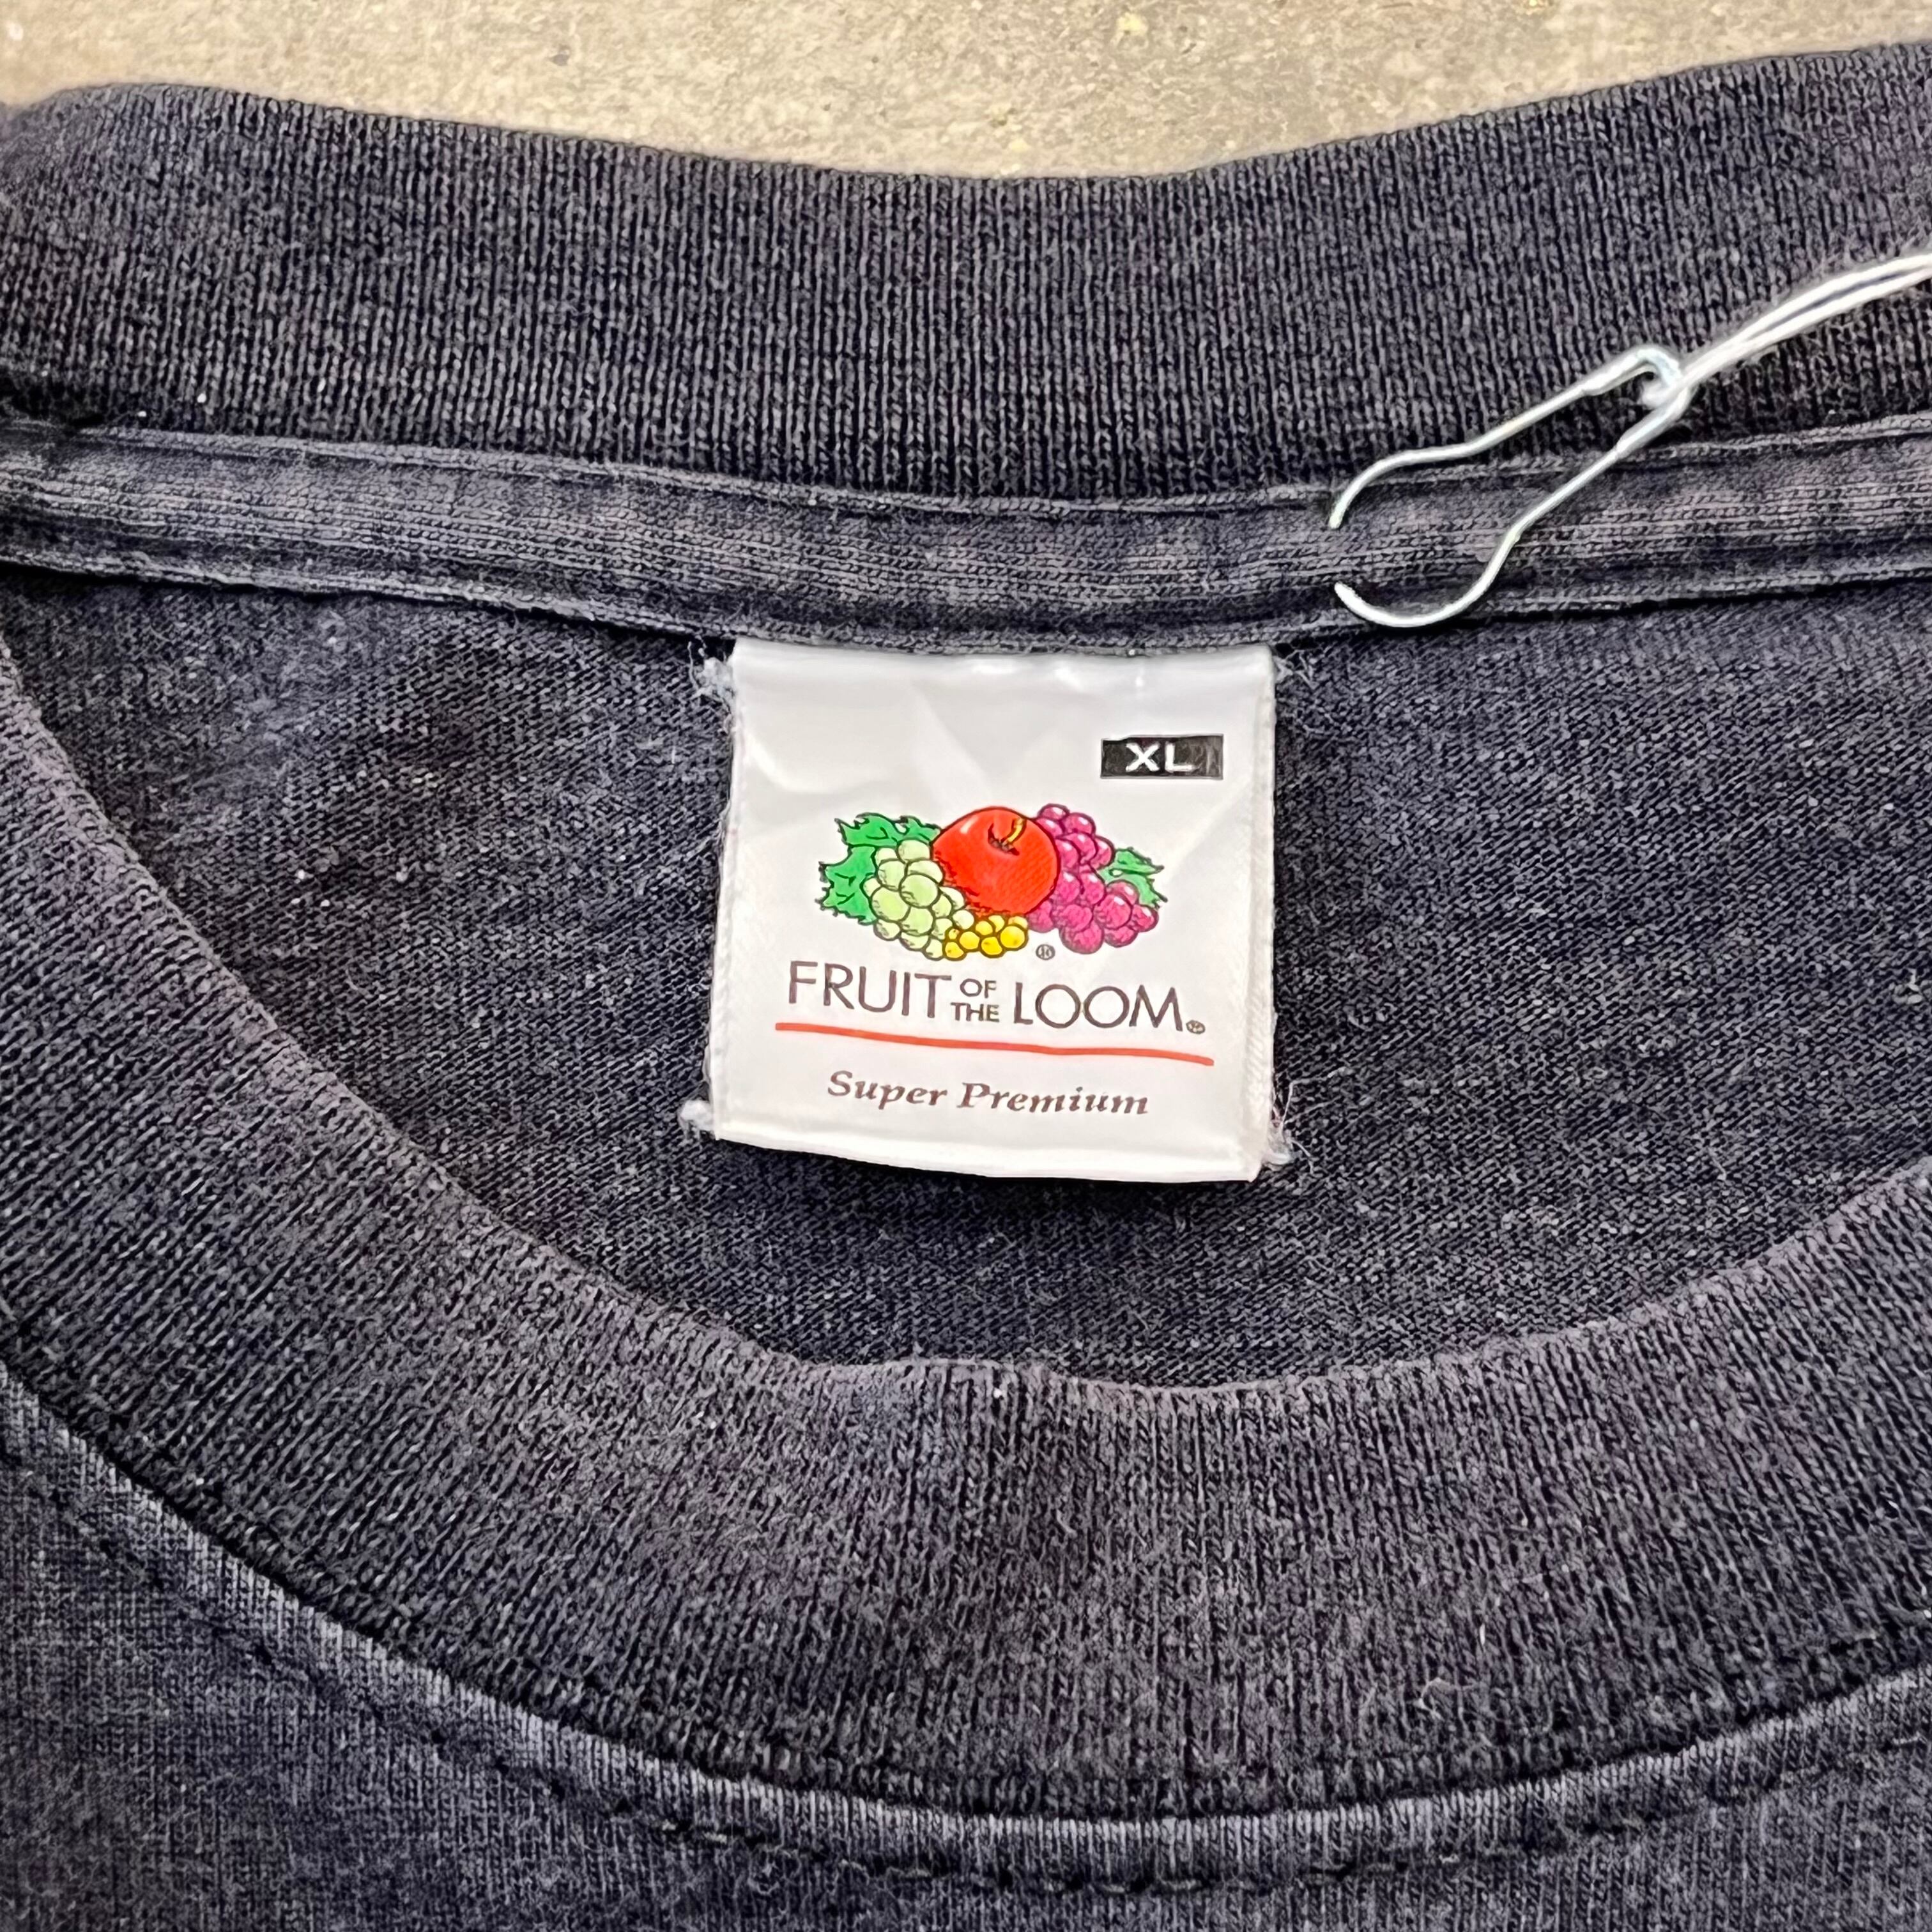 XL
®
FRUIT OF THE LOOM®
Super Premium